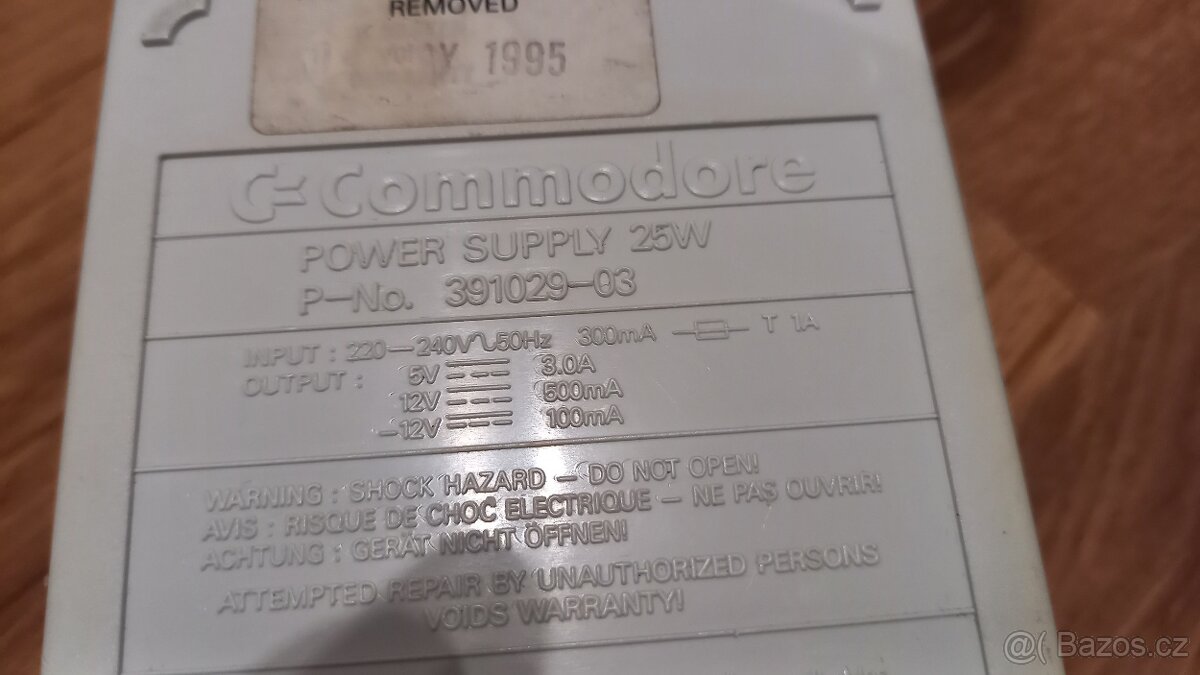 REMOVED
1995
Commodore
POWER SUPPLY 25W
P-No. 391029-03
INPUT : 220-240V~50Hz 300mA T 1A
OUTPUT : 5V 3.0A
12V 500mA
-12V 100mA
WARNING : SHOCK HAZARD - DO NOT OPEN!
AVIS : RISQUE DE CHOC ELECTRIQUE - NE PAS OUVRIR!
ACHTUNG : GERÄT NICHT ÖFFNEN!
ATTEMPTED REPAIR BY UNAUTHORIZED PERSONS
VOIDS WARRANTY!
@( Bazos.cz